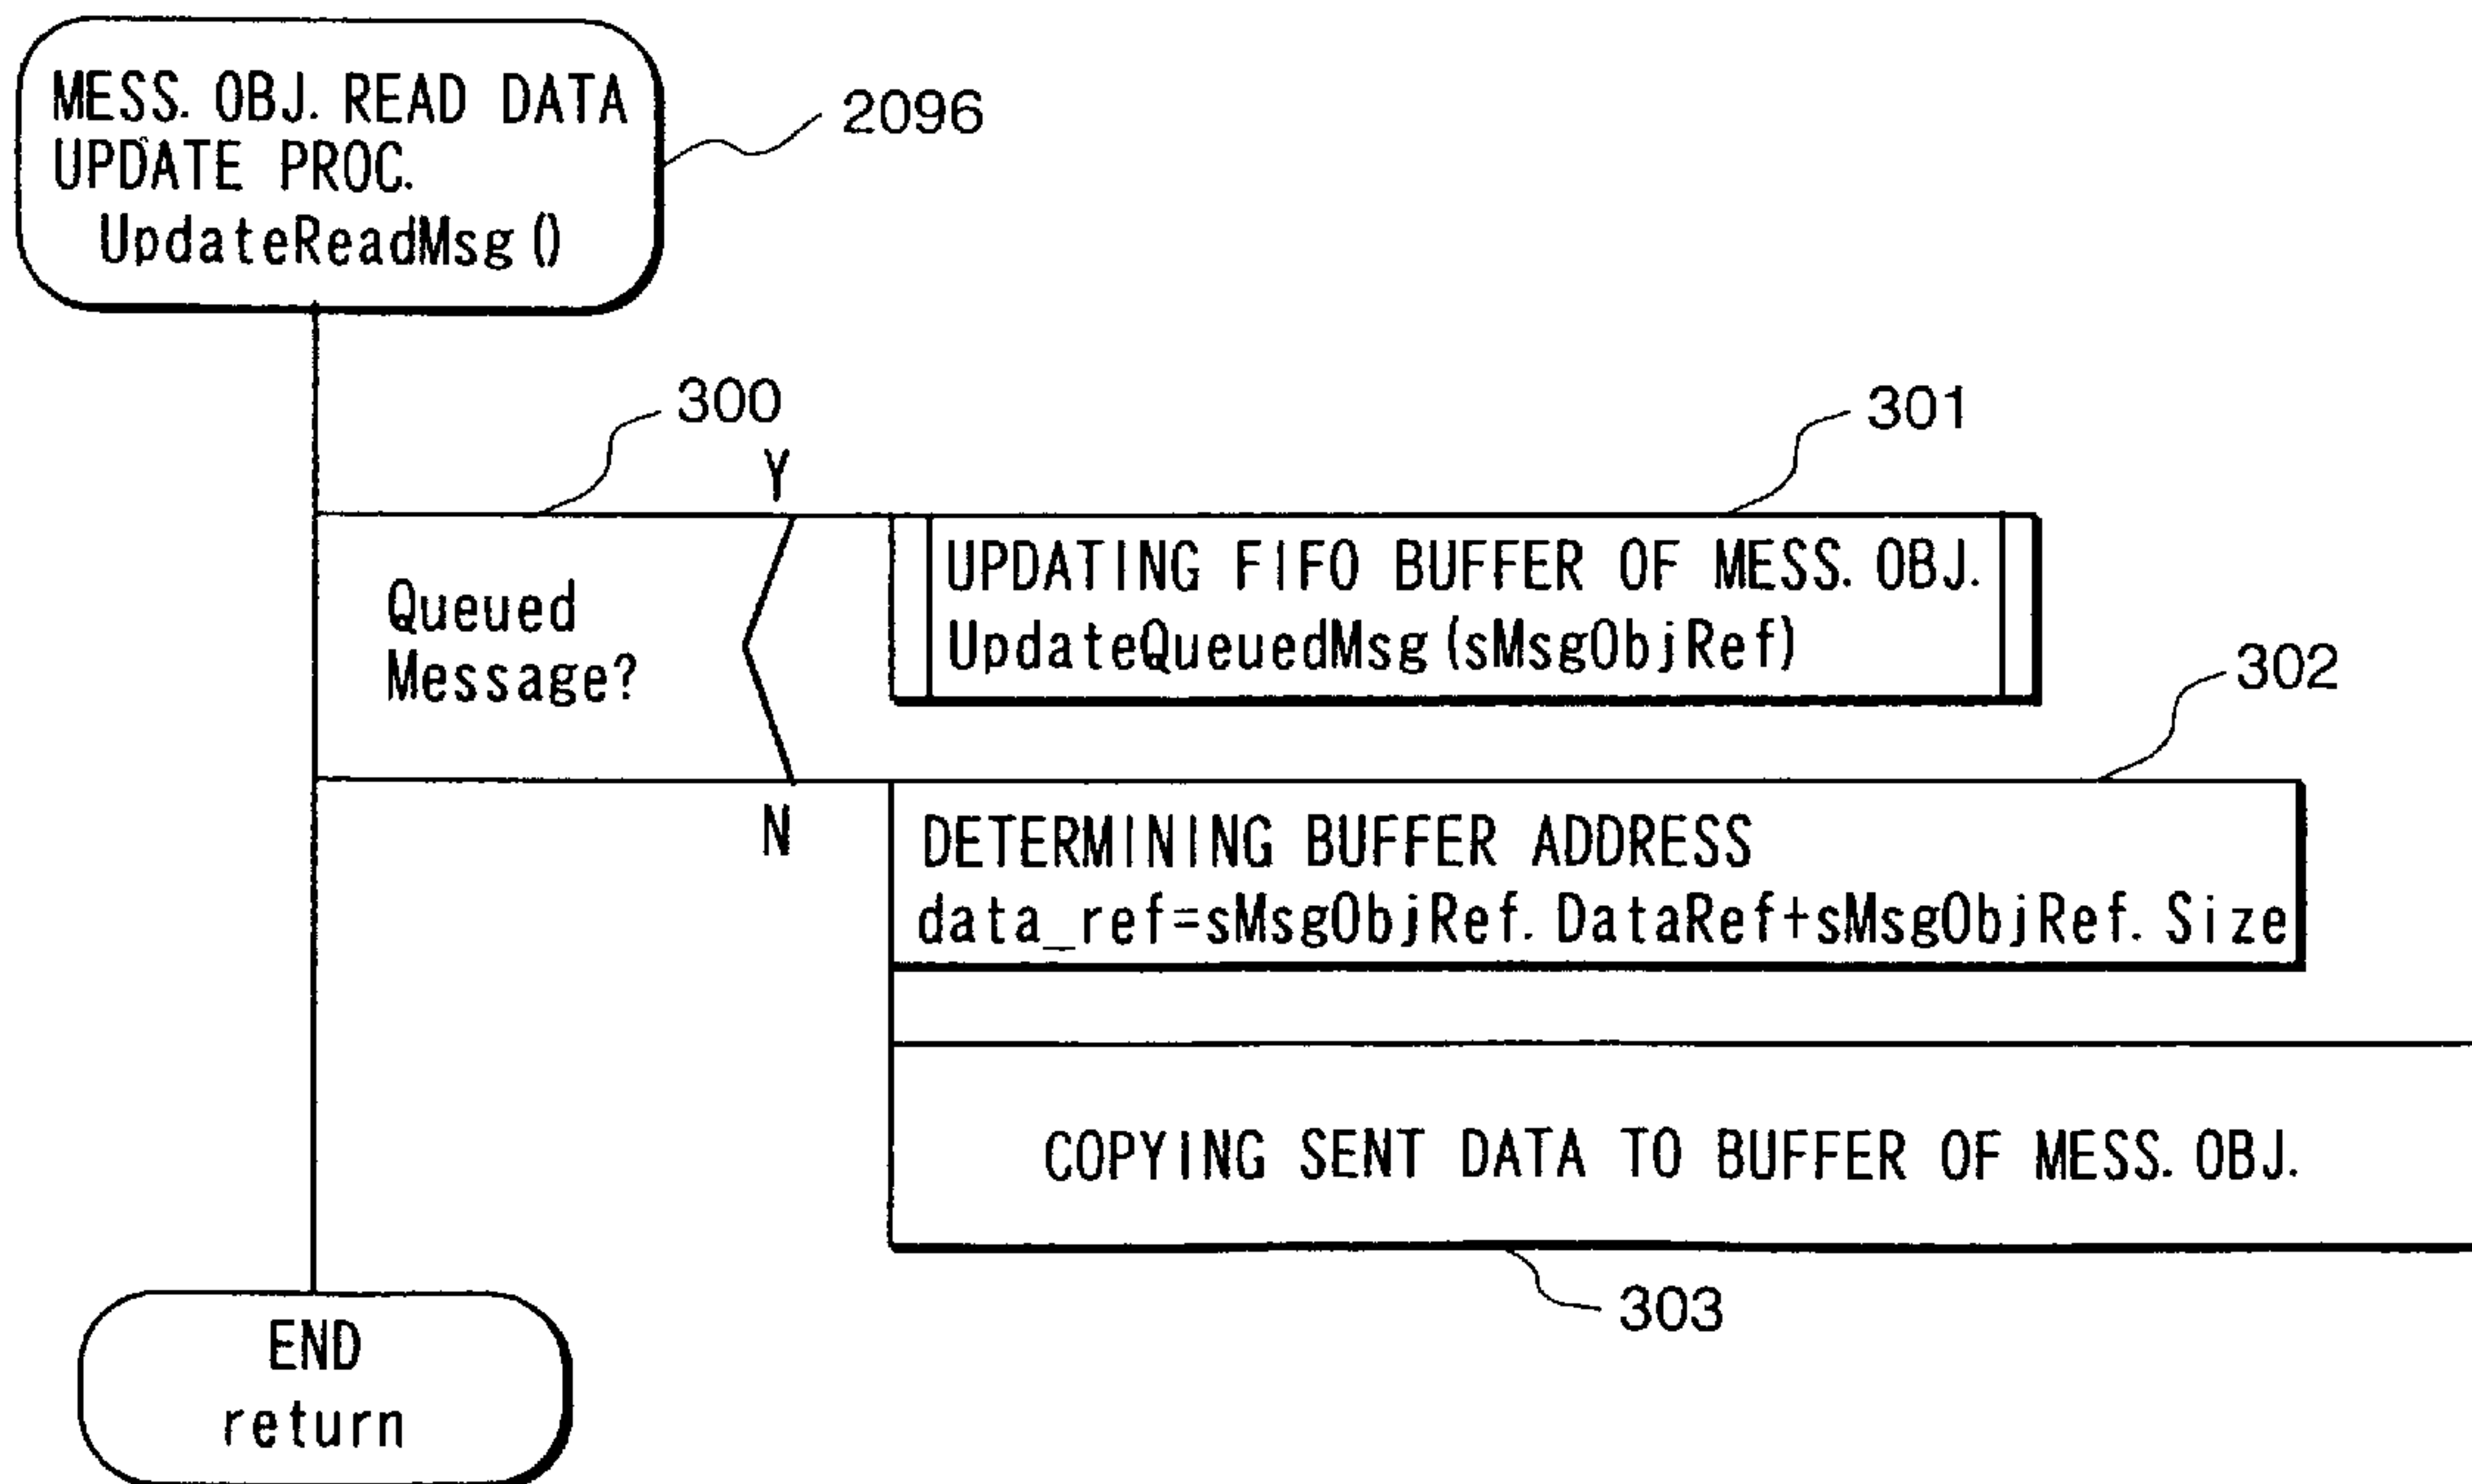 MESS. OBJ. READ DATA
UPDATE PROC.
UpdateReadMsg()
2096
300
Y
301
Queued
Message?
UPDATING FIFO BUFFER OF MESS. OBJ.
UpdateQueuedMsg(sMsgObjRef)
302
N
DETERMINING BUFFER ADDRESS
data_ref=sMsgObjRef. DataRef+sMsgObjRef. Size
COPYING SENT DATA TO BUFFER OF MESS. OBJ.
303
END
return